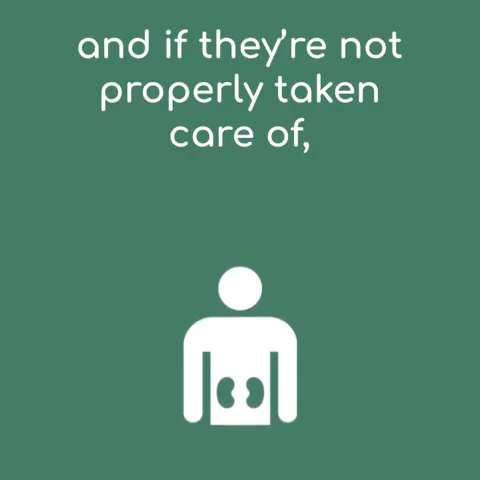 and if they’re not
properly taken
care of,